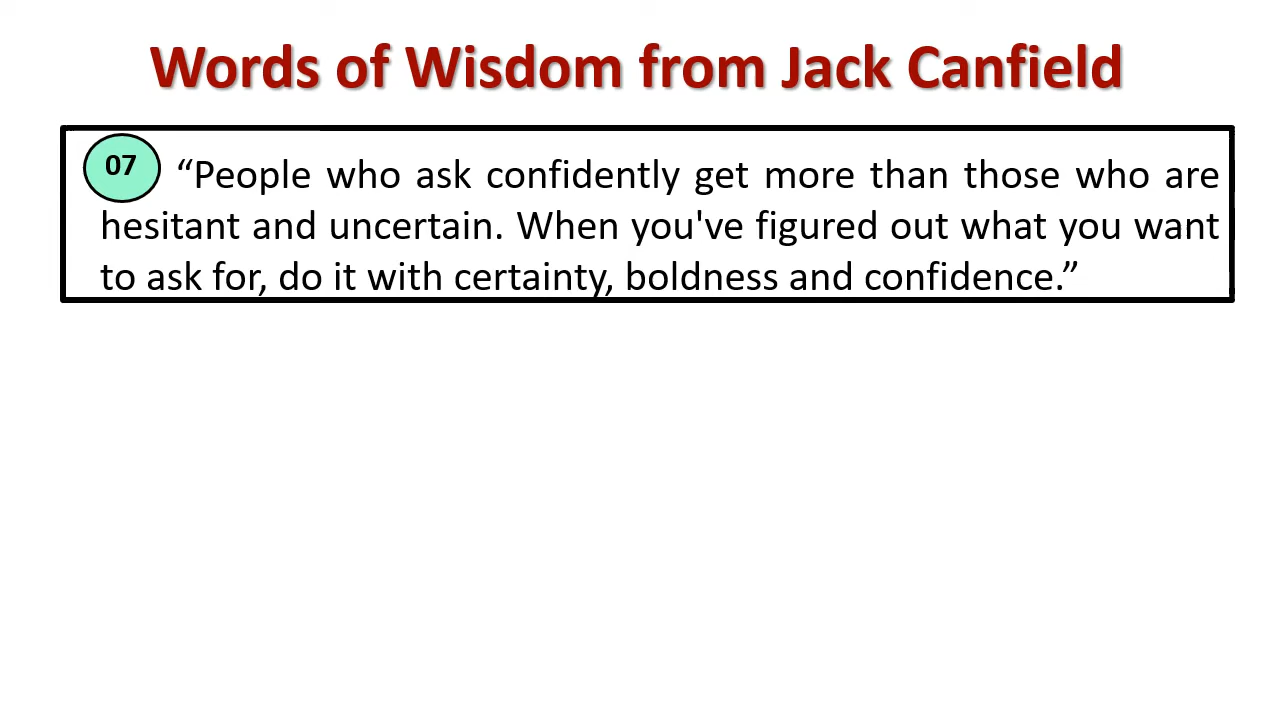 Words of Wisdom from Jack Canfield
07
“People who ask confidently get more than those who are
hesitant and uncertain. When you've figured out what you want
to ask for, do it with certainty, boldness and confidence.”